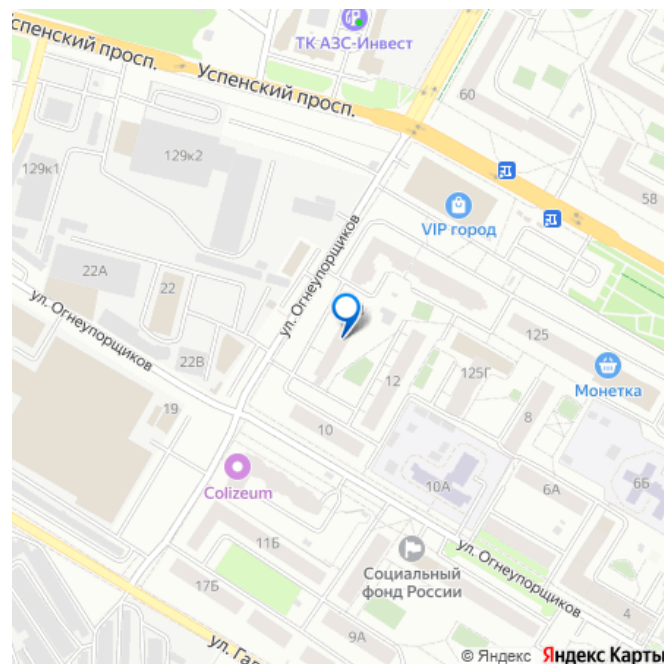 ТК АЗС-Инвест
Успенский просп.
Успенский просп.
60
129к2
129к1
58
VIP город
ул. Огнеупорщиков
22А
22
ул. Огнеупорщиков
125
22В
Монетка
12
125Г
19
10
8
Colizeum
10А
6А
6Б
11Б
ул. Огнеупорщиков
Социальный
фонд России
17Б
9А
4
© Яндекс Яндекс Карты